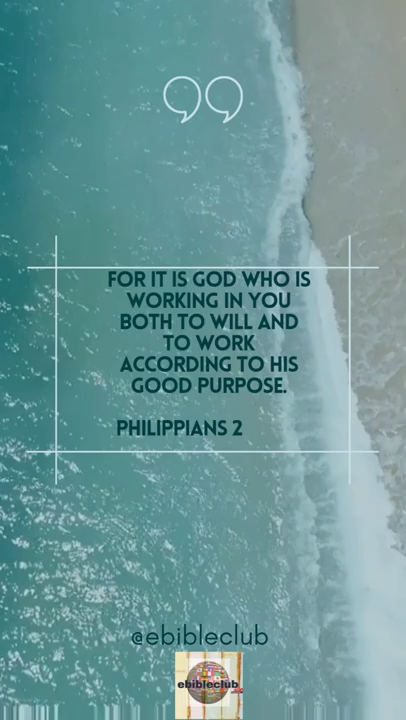 FOR IT IS GOD WHO IS
WORKING IN YOU
BOTH TO WILL AND
TO WORK
ACCORDING TO HIS
GOOD PURPOSE.
PHILIPPIANS 2
@ebibleclub
ebibleclub